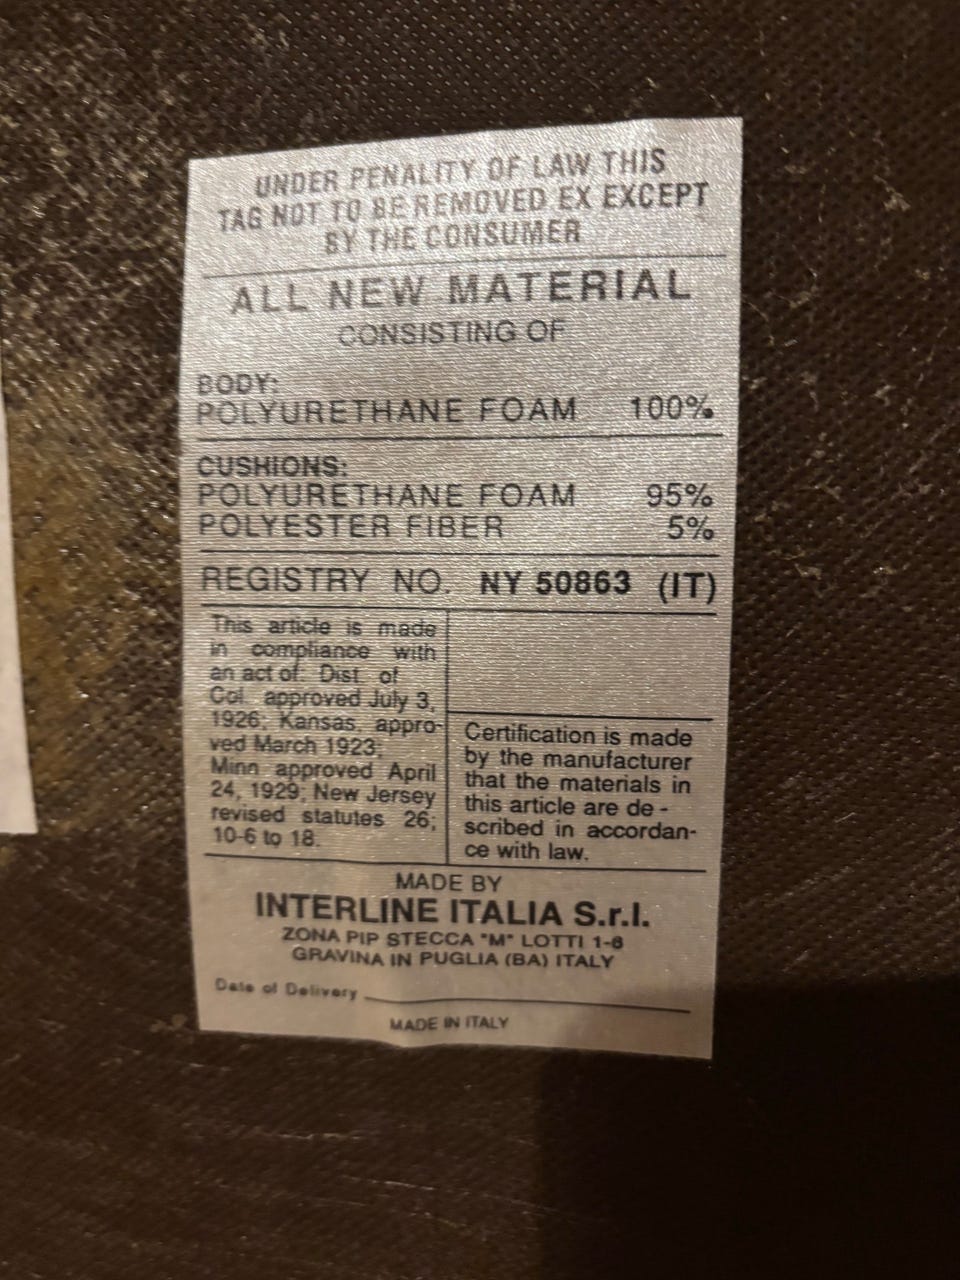 UNDER PENALITY OF LAW THIS
TAG NOT TO BE REMOVED EX EXCEPT
BY THE CONSUMER
ALL NEW MATERIAL
CONSISTING OF
BODY:
POLYURETHANE FOAM 100%
CUSHIONS:
POLYURETHANE FOAM 95%
POLYESTER FIBER 5%
REGISTRY NO. NY 50863 (IT)
This article is made
in compliance with
an act of: Dist. of
Col. approved July 3,
1926; Kansas, appro-
ved March 1923;
Minn approved April
24, 1929; New Jersey
revised statutes 26;
10-6 to 18.
Certification is made
by the manufacturer
that the materials in
this article are de -
scribed in accordan-
ce with law.
MADE BY
INTERLINE ITALIA S.r.l.
ZONA PIP STECCA "M" LOTTI 1-8
GRAVINA IN PUGLIA (BA) ITALY
Date of Delivery
MADE IN ITALY